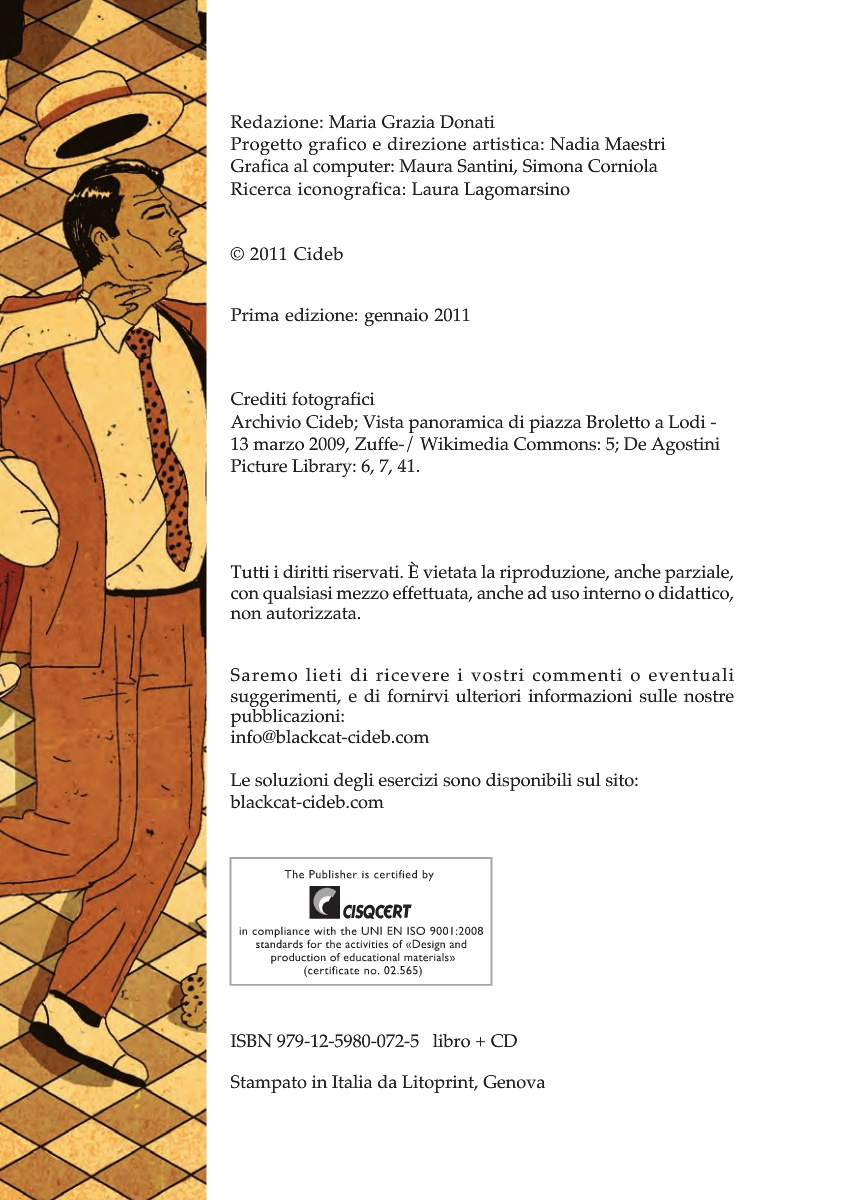 Redazione: Maria Grazia Donati
Progetto grafico e direzione artistica: Nadia Maestri
Grafica al computer: Maura Santini, Simona Corniola
Ricerca iconografica: Laura Lagomarsino
© 2011 Cideb
Prima edizione: gennaio 2011
Crediti fotografici
Archivio Cideb; Vista panoramica di piazza Broletto a Lodi -
13 marzo 2009, Zuffe-/ Wikimedia Commons: 5; De Agostini
Picture Library: 6, 7, 41.
Tutti i diritti riservati. È vietata la riproduzione, anche parziale,
con qualsiasi mezzo effettuata, anche ad uso interno o didattico,
non autorizzata.
Saremo lieti di ricevere i vostri commenti o eventuali
suggerimenti, e di fornirvi ulteriori informazioni sulle nostre
pubblicazioni:
info@blackcat-cideb.com
Le soluzioni degli esercizi sono disponibili sul sito:
blackcat-cideb.com
The Publisher is certified by
CISQCERT
in compliance with the UNI EN ISO 9001:2008
standards for the activities of «Design and
production of educational materials»
(certificate no. 02.565)
ISBN 979-12-5980-072-5 libro + CD
Stampato in Italia da Litoprint, Genova